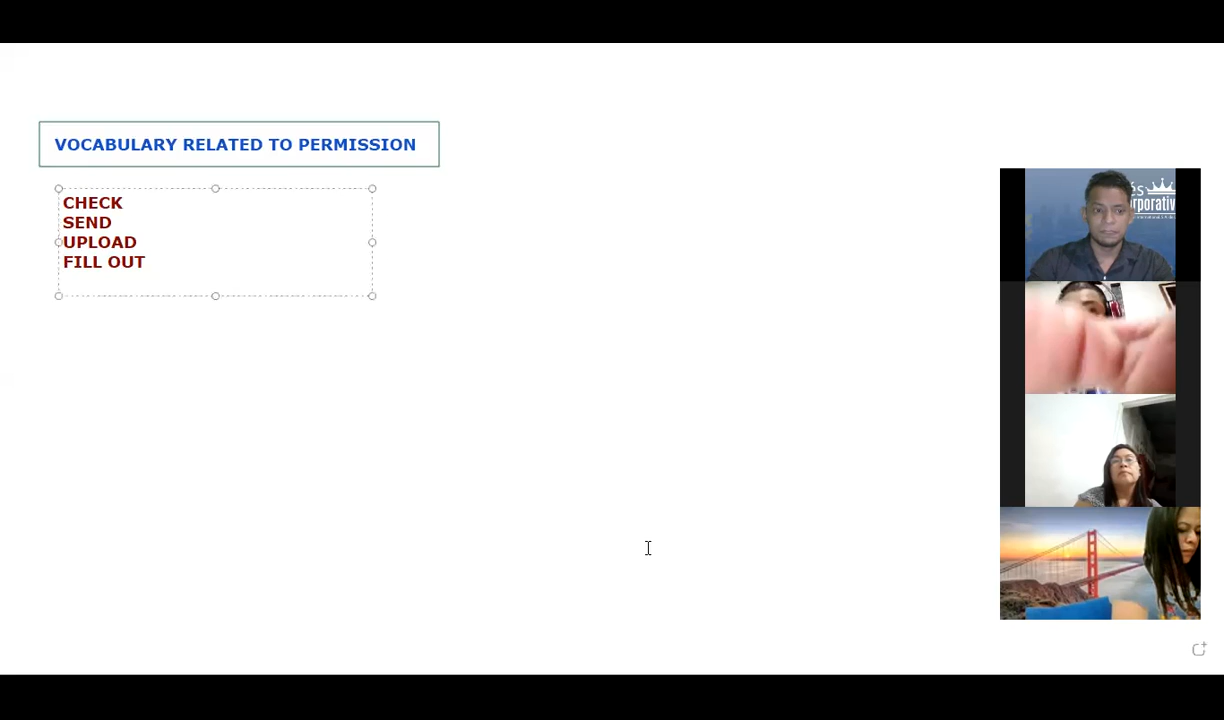 VOCABULARY RELATED TO PERMISSION
CHECK
SEND
UPLOAD
FILL OUT